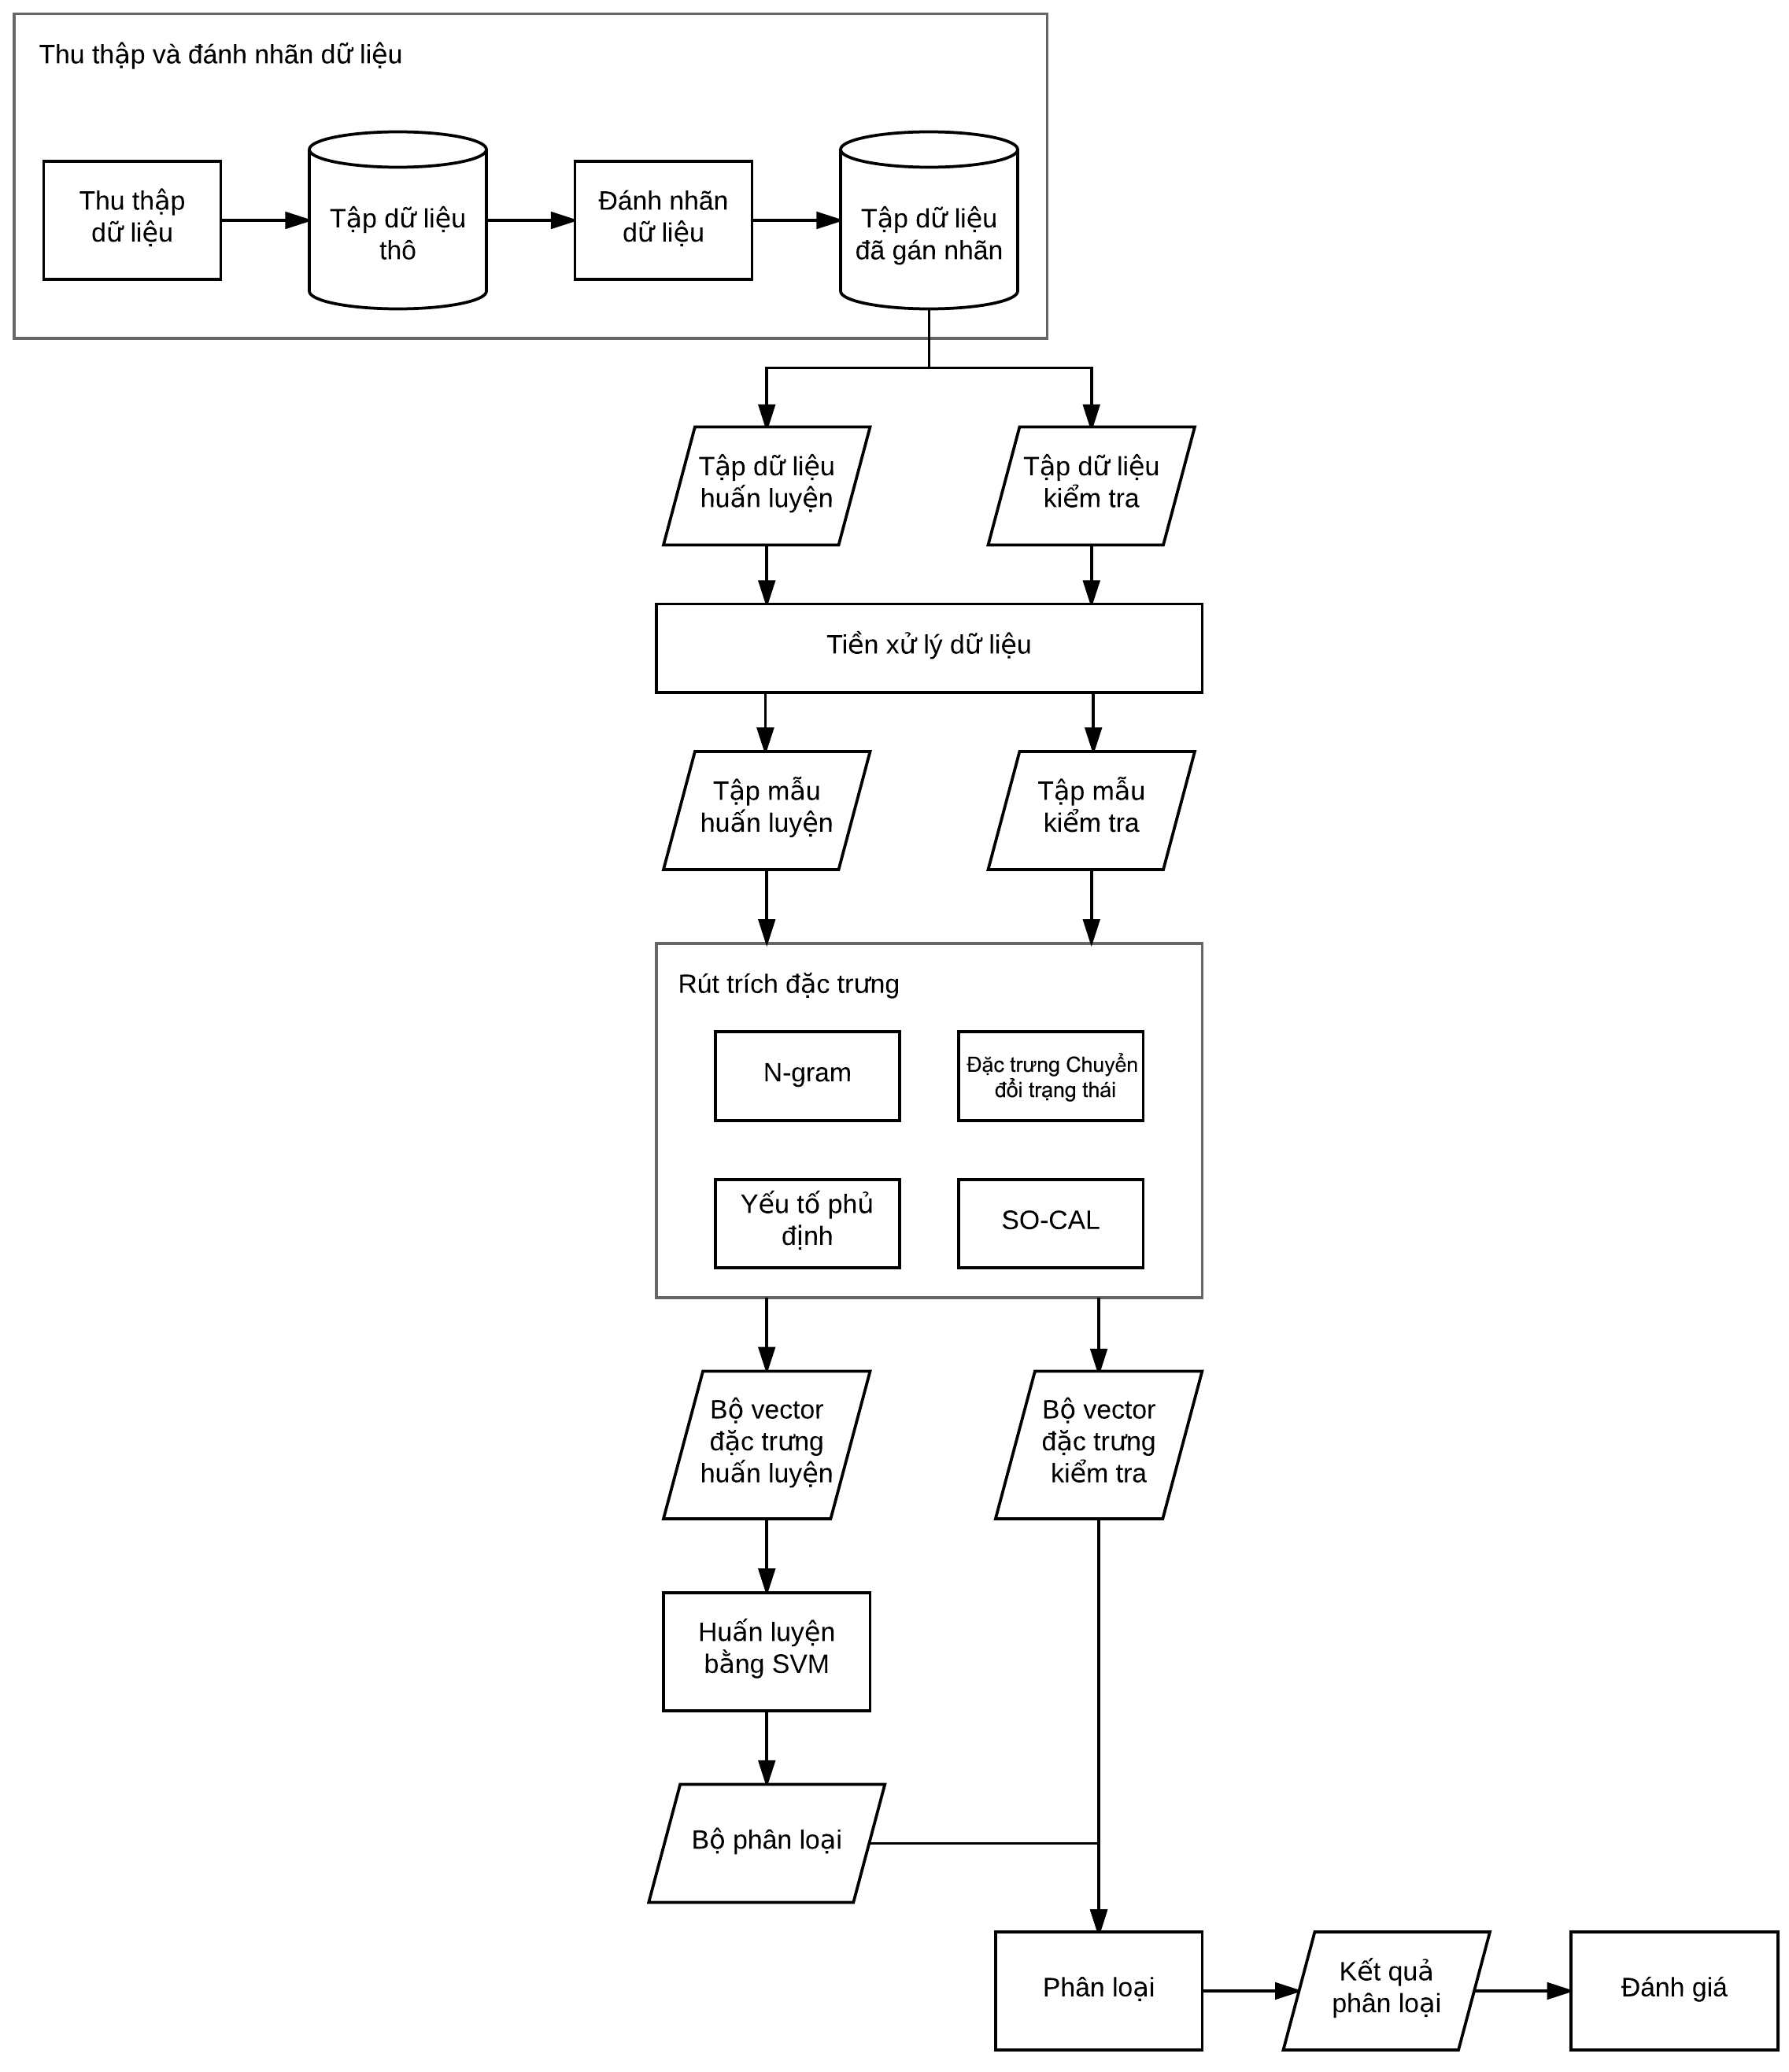 Thu thập và đánh nhãn dữ liệu
Thu thập
dữ liệu
Tập dữ liệu
thô
Đánh nhãn
dữ liệu
Tập dữ liệu
đã gán nhãn
Tập dữ liệu
huấn luyện
Tập dữ liệu
kiểm tra
Tiền xử lý dữ liệu
Tập mẫu
huấn luyện
Tập mẫu
kiểm tra
Rút trích đặc trưng
N-gram
Đặc trưng Chuyển
đổi trạng thái
Yếu tố phủ
định
SO-CAL
Bộ vector
đặc trưng
huấn luyện
Bộ vector
đặc trưng
kiểm tra
Huấn luyện
bằng SVM
Bộ phân loại
Phân loại
Kết quả
phân loại
Đánh giá